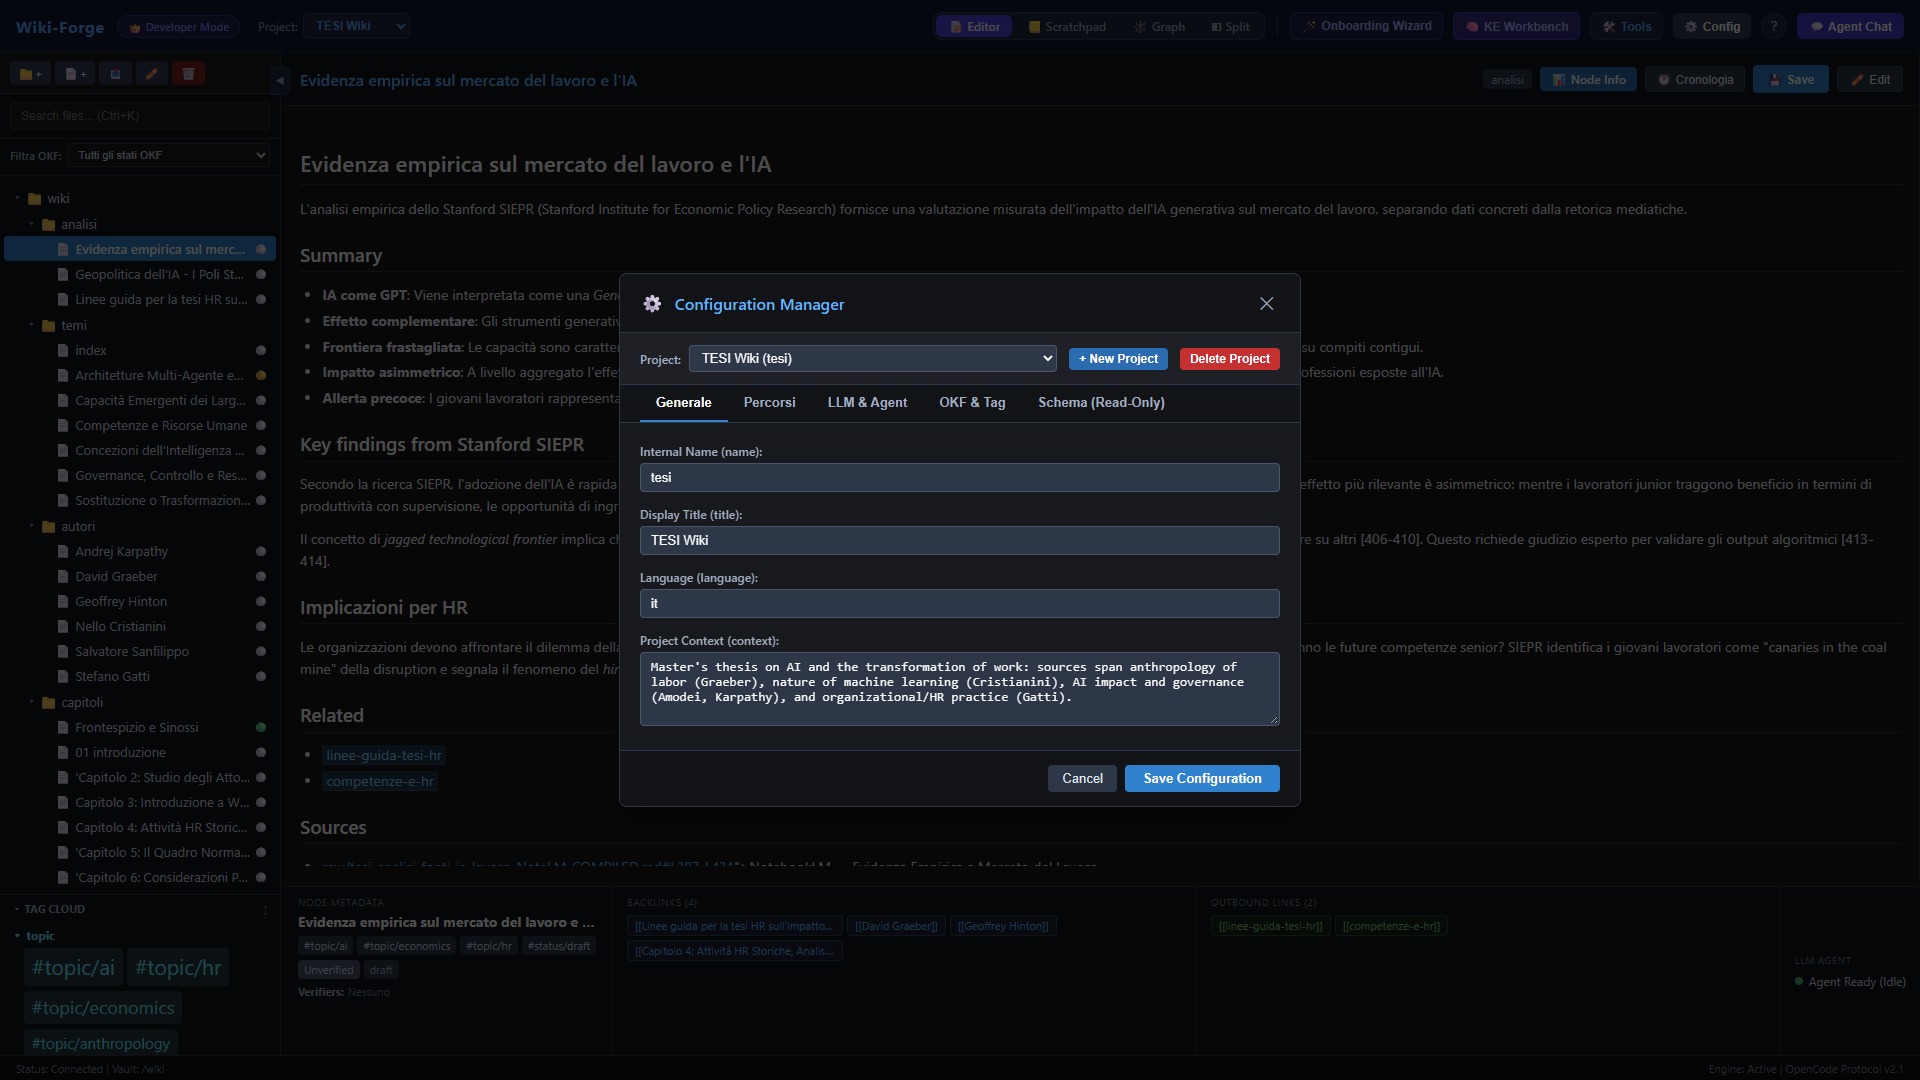 Wiki-Forge
Developer Mode
Project: TESI Wiki
Editor
Scratchpad
Graph
Split
Onboarding Wizard
KE Workbench
Tools
Config
?
Agent Chat
Search files... (Ctrl+K)
Filtra OKF: Tutti gli stati OKF
wiki
analisi
Evidenza empirica sul merc...
Geopolitica dell'IA - I Poli St...
Linee guida per la tesi HR su...
temi
index
Architetture Multi-Agente e...
Capacità Emergenti dei Larg...
Competenze e Risorse Umane
Concezioni dell'Intelligenza ...
Governance, Controllo e Res...
Sostituzione o Trasformazion...
autori
Andrej Karpathy
David Graeber
Geoffrey Hinton
Nello Cristianini
Salvatore Sanfilippo
Stefano Gatti
capitoli
Frontespizio e Sinossi
01 introduzione
'Capitolo 2: Studio degli Atto...
Capitolo 3: Introduzione a W...
Capitolo 4: Attività HR Storic...
'Capitolo 5: Il Quadro Norma...
'Capitolo 6: Considerazioni P...
TAG CLOUD
topic
#topic/ai #topic/hr
#topic/economics
#topic/anthropology
Evidenza empirica sul mercato del lavoro e l'IA
analisi
Node Info
Cronologia
Save
Edit
Evidenza empirica sul mercato del lavoro e l'IA
L'analisi empirica dello Stanford SIEPR (Stanford Institute for Economic Policy Research) fornisce una valutazione misurata dell'impatto dell'IA generativa sul mercato del lavoro, separando dati concreti dalla retorica mediatiche.
Summary
IA come GPT: Viene interpretata come una Gen
Effetto complementare: Gli strumenti generativ
Frontiera frastagliata: Le capacità sono caratter
su compiti contigui.
Impatto asimmetrico: A livello aggregato l'effe
ofessioni esposte all'IA.
Allerta precoce: I giovani lavoratori rappresenta
Key findings from Stanford SIEPR
Secondo la ricerca SIEPR, l'adozione dell'IA è rapida
effetto più rilevante è asimmetrico: mentre i lavoratori junior traggono beneficio in termini di
produttività con supervisione, le opportunità di ingr
Il concetto di jagged technological frontier implica ch
re su altri [406-410]. Questo richiede giudizio esperto per validare gli output algoritmici [413-
414].
Implicazioni per HR
Le organizzazioni devono affrontare il dilemma della
nno le future competenze senior? SIEPR identifica i giovani lavoratori come "canaries in the coal
mine" della disruption e segnala il fenomeno del hir
Related
linee-guida-tesi-hr
competenze-e-hr
Sources
Configuration Manager
Project: TESI Wiki (tesi)
+ New Project
Delete Project
Generale
Percorsi
LLM & Agent
OKF & Tag
Schema (Read-Only)
Internal Name (name):
tesi
Display Title (title):
TESI Wiki
Language (language):
it
Project Context (context):
Master's thesis on AI and the transformation of work: sources span anthropology of
labor (Graeber), nature of machine learning (Cristianini), AI impact and governance
(Amodei, Karpathy), and organizational/HR practice (Gatti).
Cancel
Save Configuration
NODE METADATA
Evidenza empirica sul mercato del lavoro e ...
#topic/ai #topic/economics #topic/hr #status/draft
Unverified draft
Verifiers: Nessuno
BACKLINKS (4)
[[Linee guida per la tesi HR sull'impatto... [[David Graeber]] [[Geoffrey Hinton]]
[[Capitolo 4: Attività HR Storiche, Analis...
OUTBOUND LINKS (2)
[[linee-guida-tesi-hr]] [[competenze-e-hr]]
LLM AGENT
Agent Ready (Idle)
Status: Connected | Vault: /wiki
Engine: Active | OpenCode Protocol v2.1